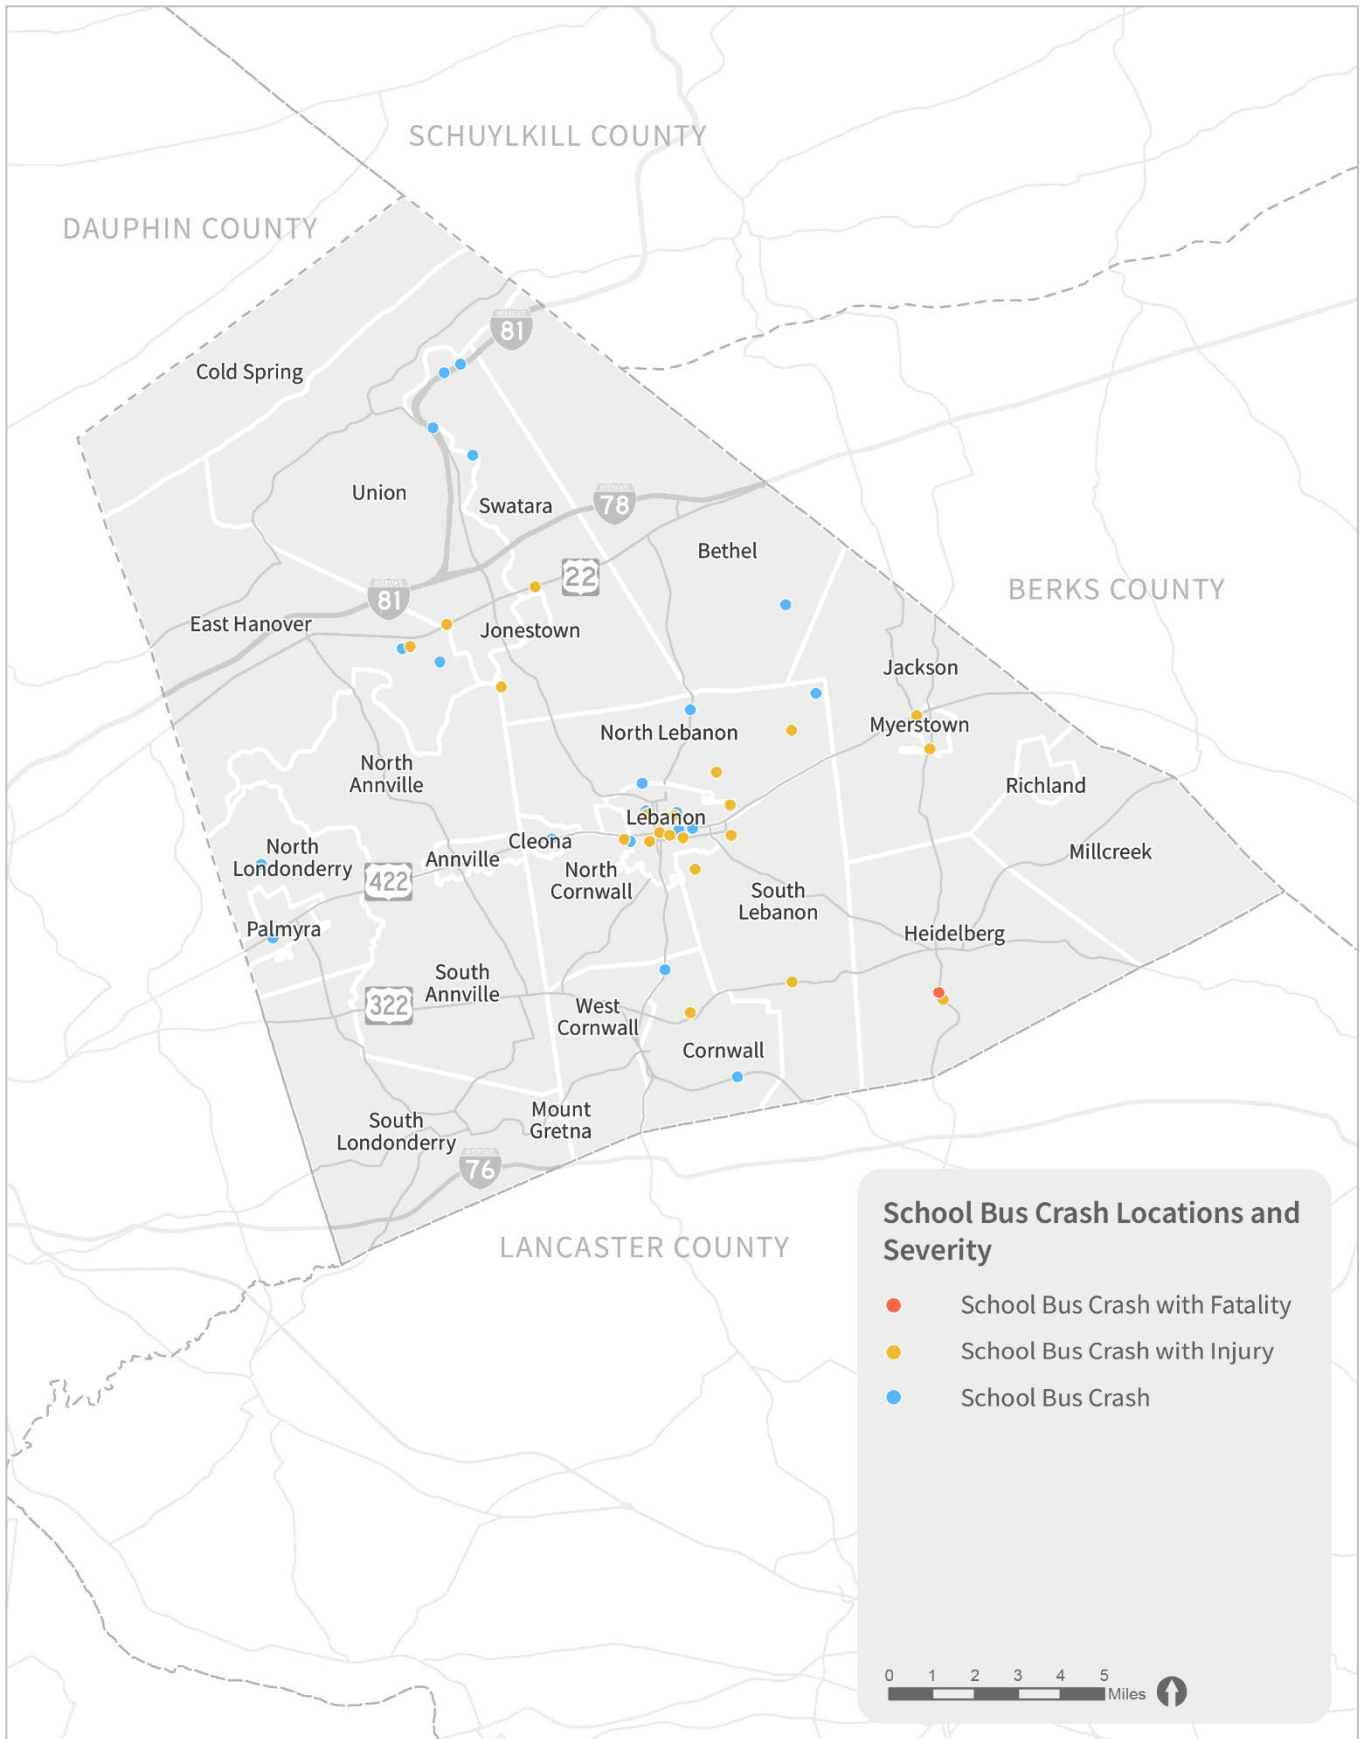 SCHUYLKILL COUNTY
DAUPHIN COUNTY
INTERSTATE
81
Cold Spring
Union
Swatara
INTERSTATE
78
Bethel
22
BERKS COUNTY
INTERSTATE
81
East Hanover
Jonestown
Jackson
Myerstown
North Lebanon
North
Annville
Richland
Lebanon
Cleona
North
Londonderry
Annville
Millcreek
422
North
Cornwall
South
Lebanon
Palmyra
Heidelberg
South
Annville
322
West
Cornwall
Cornwall
Mount
Gretna
South
Londonderry
INTERSTATE
76
LANCASTER COUNTY
School Bus Crash Locations and
Severity
School Bus Crash with Fatality
School Bus Crash with Injury
School Bus Crash
0 1 2 3 4 5
Miles